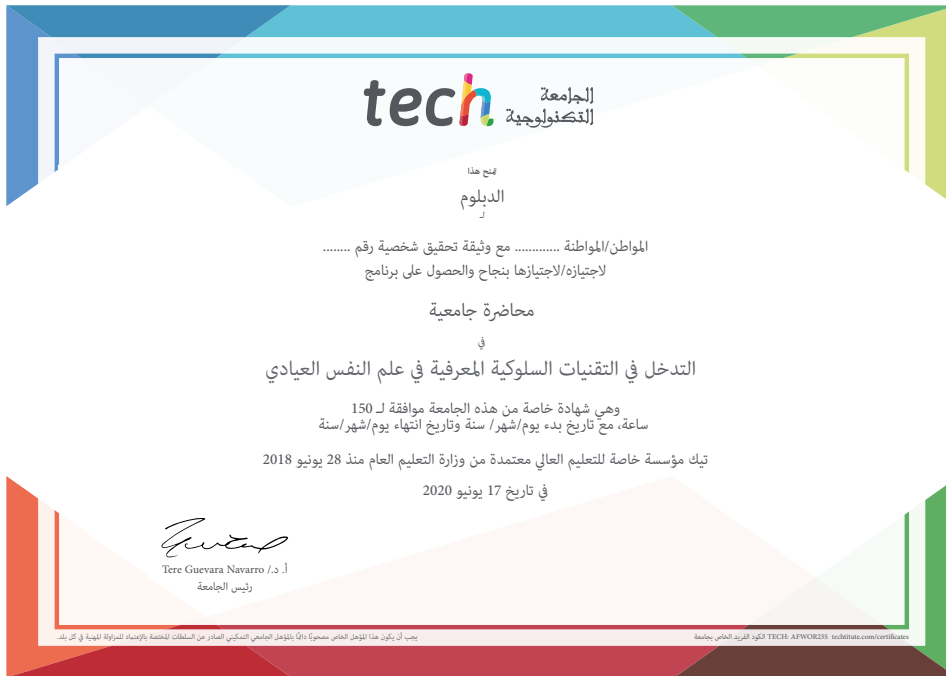 tech الجامعة
التكنولوجية
يمنح هذا
الدبلوم
لـ
المواطن/المواطنة ............. مع وثيقة تحقيق شخصية رقم ........
لاجتيازه/لاجتيازها بنجاح والحصول على برنامج
محاضرة جامعية
في
التدخل في التقنيات السلوكية المعرفية في علم النفس العيادي
وهي شهادة خاصة من هذه الجامعة موافقة لـ 150
ساعة، مع تاريخ بدء يوم/شهر/ سنة وتاريخ انتهاء يوم/شهر/سنة
تيك مؤسسة خاصة للتعليم العالي معتمدة من وزارة التعليم العام منذ 28 يونيو 2018
في تاريخ 17 يونيو 2020
أ. د./ Tere Guevara Navarro
رئيس الجامعة
يجب أن يكون هذا المؤهل الخاص مصحوبًا دائمًا بالمؤهل الجامعي التمكيني الصادر عن السلطات المختصة بالإعتماد للمزاولة المهنية في كل بلد.
الكود الفريد الخاص بجامعة TECH: AFWOR23S techtitute.com/certificates